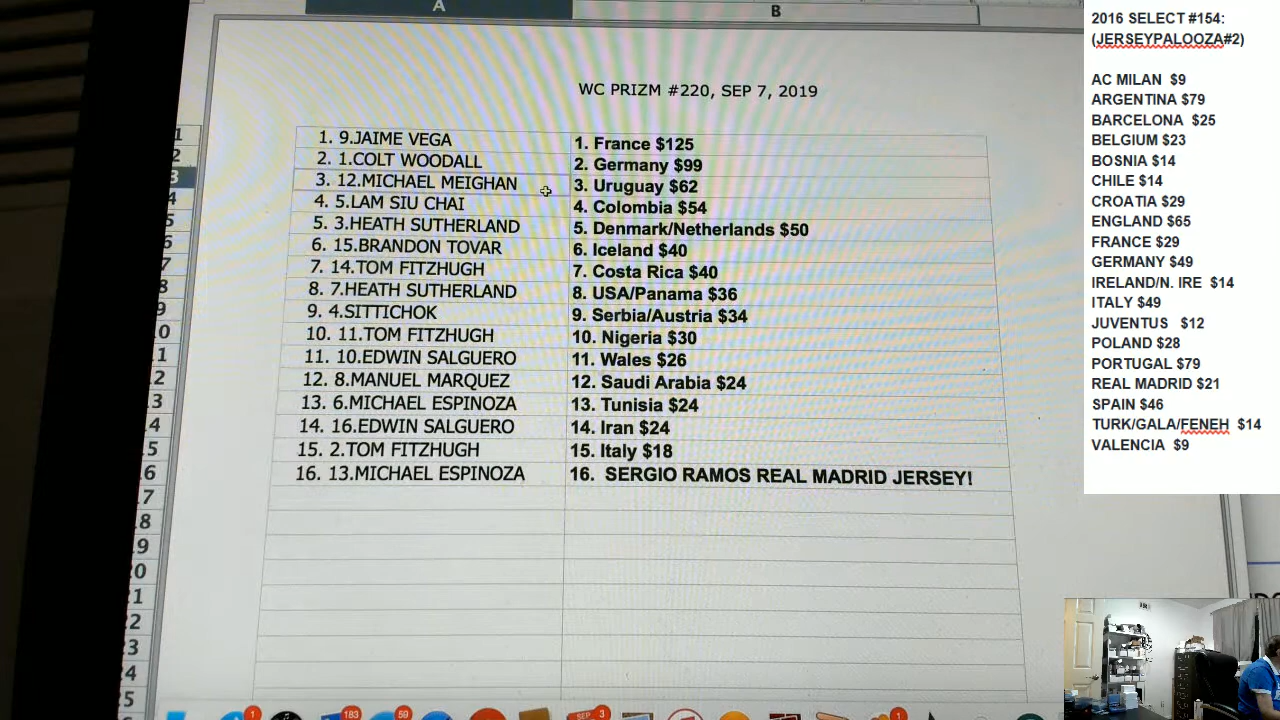 A
B
WC PRIZM #220, SEP 7, 2019
1. 9.JAIME VEGA
1. France $125
2. 1.COLT WOODALL
2. Germany $99
3. 12.MICHAEL MEIGHAN
3. Uruguay $62
4. 5.LAM SIU CHAI
4. Colombia $54
5. 3.HEATH SUTHERLAND
5. Denmark/Netherlands $50
6. 15.BRANDON TOVAR
6. Iceland $40
7. 14.TOM FITZHUGH
7. Costa Rica $40
8. 7.HEATH SUTHERLAND
8. USA/Panama $36
9. 4.SITTICHOK
9. Serbia/Austria $34
10. 11.TOM FITZHUGH
10. Nigeria $30
11. 10.EDWIN SALGUERO
11. Wales $26
12. 8.MANUEL MARQUEZ
12. Saudi Arabia $24
13. 6.MICHAEL ESPINOZA
13. Tunisia $24
14. 16.EDWIN SALGUERO
14. Iran $24
15. 2.TOM FITZHUGH
15. Italy $18
16. 13.MICHAEL ESPINOZA
16. SERGIO RAMOS REAL MADRID JERSEY!
2016 SELECT #154:
(JERSEYPALOOZA#2)
AC MILAN $9
ARGENTINA $79
BARCELONA $25
BELGIUM $23
BOSNIA $14
CHILE $14
CROATIA $29
ENGLAND $65
FRANCE $29
GERMANY $49
IRELAND/N. IRE $14
ITALY $49
JUVENTUS $12
POLAND $28
PORTUGAL $79
REAL MADRID $21
SPAIN $46
TURK/GALA/FENEH $14
VALENCIA $9
183
59
SEP 3
1